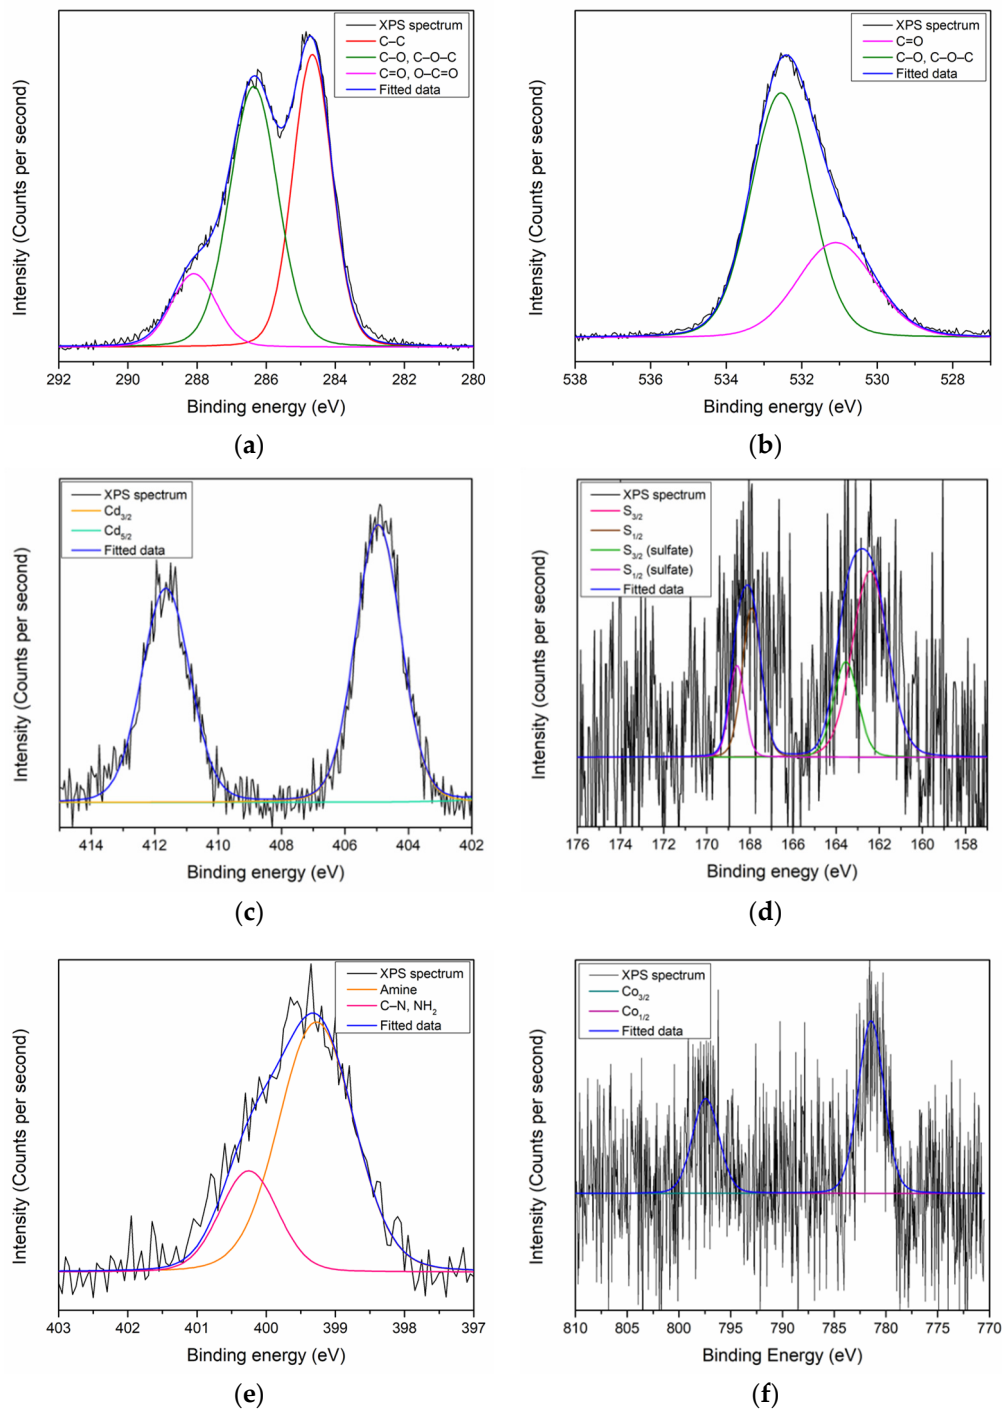 XPS spectrum
C–C
C–O, C–O–C
C=O, O–C=O
Fitted data
Intensity (Counts per second)
292 290 288 286 284 282 280
Binding energy (eV)
(a)
XPS spectrum
C=O
C–O, C–O–C
Fitted data
Intensity (Counts per second)
538 536 534 532 530 528
Binding energy (eV)
(b)
XPS spectrum
Cd3/2
Cd5/2
Fitted data
Intensity (Counts per second)
414 412 410 408 406 404 402
Binding energy (eV)
(c)
XPS spectrum
S3/2
S1/2
S3/2 (sulfate)
S1/2 (sulfate)
Fitted data
Intensity (counts per second)
176 174 172 170 168 166 164 162 160 158
Binding enegy (eV)
(d)
XPS spectrum
Amine
C–N, NH2
Fitted data
Intensity (Counts per second)
403 402 401 400 399 398 397
Binding energy (eV)
(e)
XPS spectrum
Co3/2
Co1/2
Fitted data
Intensity (Counts per second)
810 805 800 795 790 785 780 775 770
Binding Energy (eV)
(f)